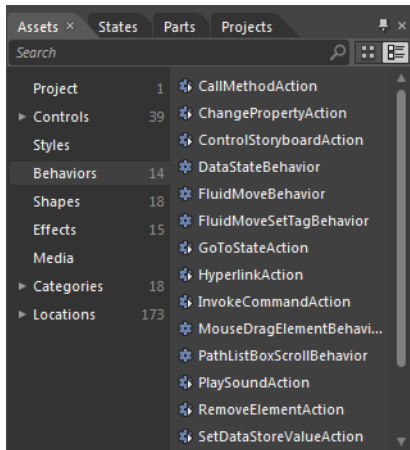 Assets × States Parts Projects ×
Search
Project 1
Controls 39
Styles
Behaviors 14
Shapes 18
Effects 15
Media
Categories 18
Locations 173
CallMethodAction
ChangePropertyAction
ControlStoryboardAction
DataStateBehavior
FluidMoveBehavior
FluidMoveSetTagBehavior
GoToStateAction
HyperlinkAction
InvokeCommandAction
MouseDragElementBehavi...
PathListBoxScrollBehavior
PlaySoundAction
RemoveElementAction
SetDataStoreValueAction